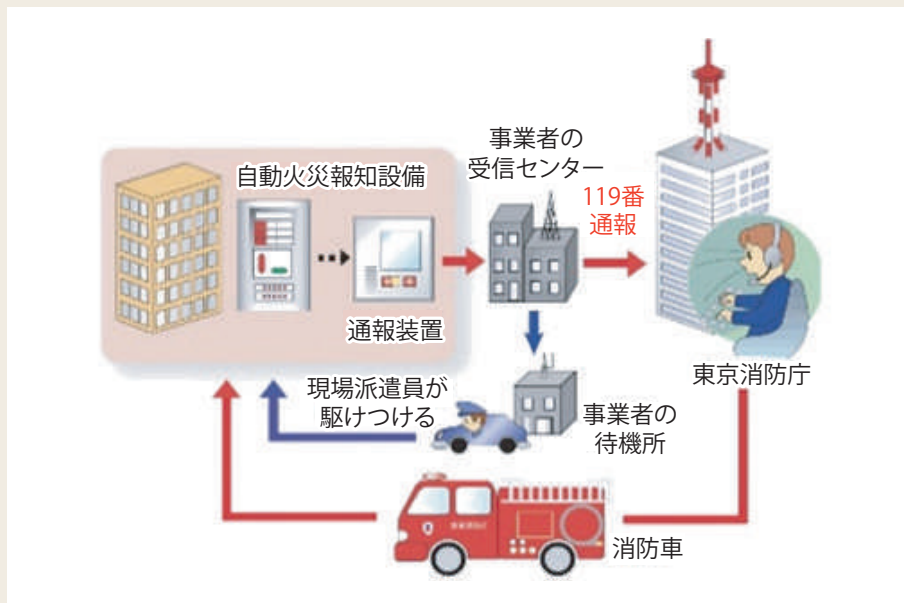 事業者の
受信センター
自動火災報知設備
119番
通報
通報装置
東京消防庁
現場派遣員が
駆けつける
事業者の
待機所
消防車